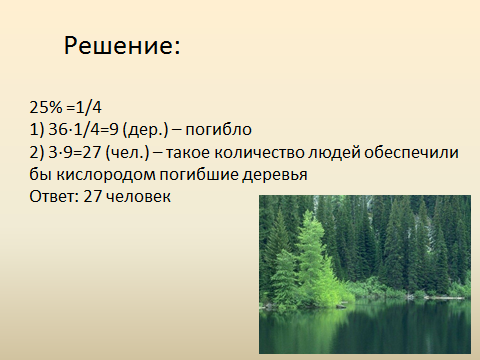 Решение:
25% =1/4
1) 36·1/4=9 (дер.) – погибло
2) 3·9=27 (чел.) – такое количество людей обеспечили
бы кислородом погибшие деревья
Ответ: 27 человек